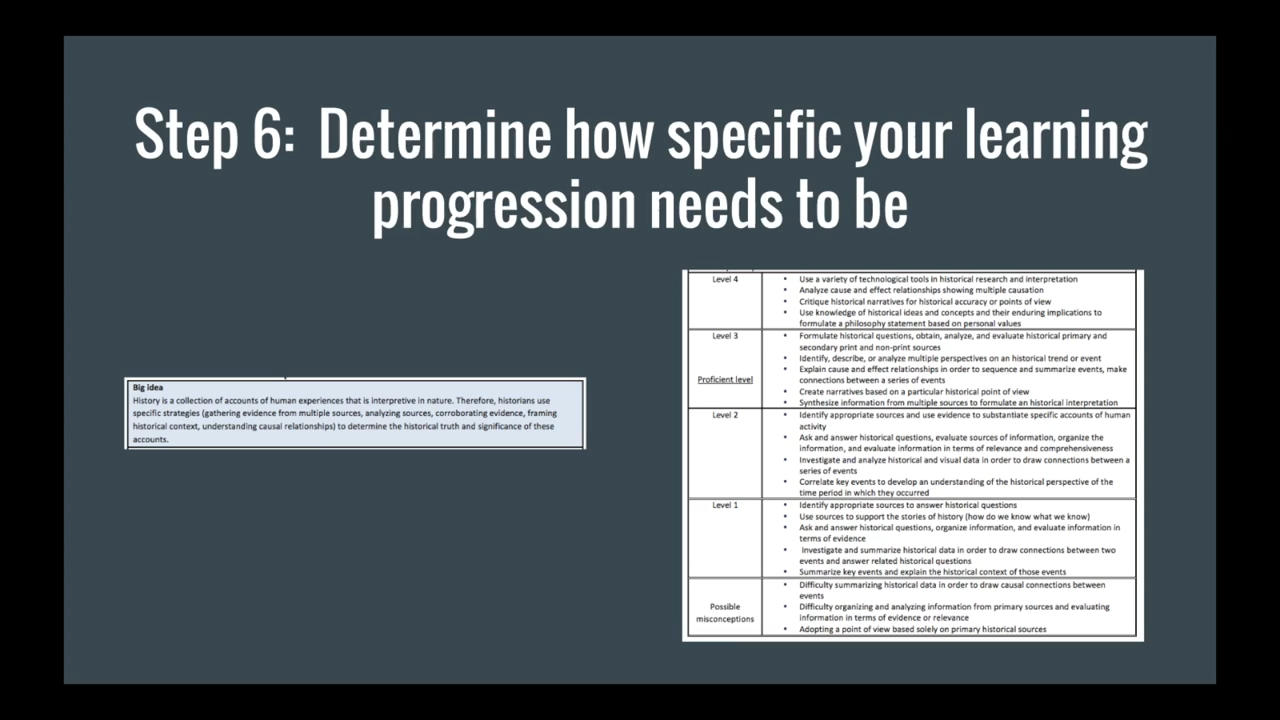 Step 6:  Determine how specific your learning
progression needs to be
Big idea
History is a collection of accounts of human experiences that is interpretive in nature. Therefore, historians use
specific strategies (gathering evidence from multiple sources, analyzing sources, corroborating evidence, framing
historical context, understanding causal relationships) to determine the historical truth and significance of these
accounts.
Level 4
• Use a variety of technological tools in historical research and interpretation
• Analyze cause and effect relationships showing multiple causation
• Critique historical narratives for historical accuracy or points of view
• Use knowledge of historical ideas and concepts and their enduring implications to
formulate a philosophy statement based on personal values
Level 3
Proficient level
• Formulate historical questions, obtain, analyze, and evaluate historical primary and
secondary print and non-print sources
• Identify, describe, or analyze multiple perspectives on an historical trend or event
• Explain cause and effect relationships in order to sequence and summarize events, make
connections between a series of events
• Create narratives based on a particular historical point of view
• Synthesize information from multiple sources to formulate an historical interpretation
Level 2
• Identify appropriate sources and use evidence to substantiate specific accounts of human
activity
• Ask and answer historical questions, evaluate sources of information, organize the
information, and evaluate information in terms of relevance and comprehensiveness
• Investigate and analyze historical and visual data in order to draw connections between a
series of events
• Correlate key events to develop an understanding of the historical perspective of the
time period in which they occurred
Level 1
• Identify appropriate sources to answer historical questions
• Use sources to support the stories of history (how do we know what we know)
• Ask and answer historical questions, organize information, and evaluate information in
terms of evidence
• Investigate and summarize historical data in order to draw connections between two
events and answer related historical questions
• Summarize key events and explain the historical context of those events
Possible
misconceptions
• Difficulty summarizing historical data in order to draw causal connections between
events
• Difficulty organizing and analyzing information from primary sources and evaluating
information in terms of evidence or relevance
• Adopting a point of view based solely on primary historical sources